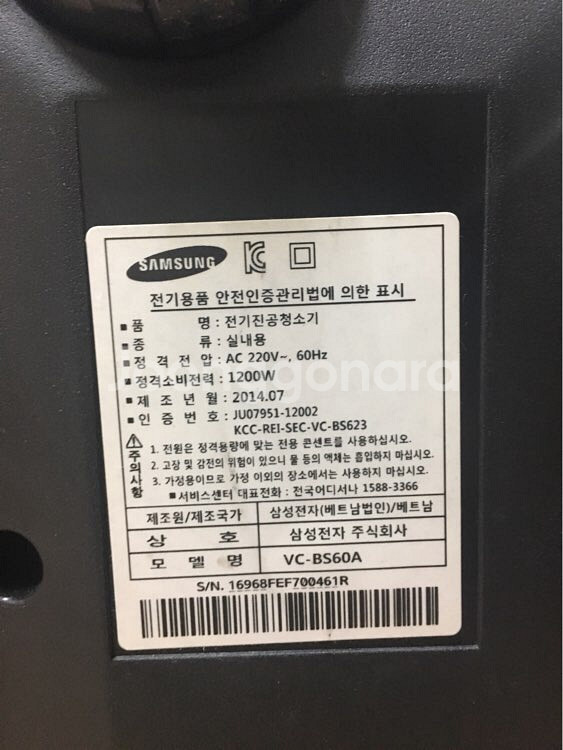 SAMSUNG
전기용품 안전인증관리법에 의한 표시
■ 품 명 : 전기진공청소기
■ 종 류 : 실내용
■ 정 격 전 압 : AC 220V~, 60Hz
■ 정격소비전력 : 1200W
■ 제 조 년 월 : 2014.07
■ 인 증 번 호 : JU07951-12002
KCC-REI-SEC-VC-BS623
주의사항
1. 전원은 정격용량에 맞는 전용 콘센트를 사용하십시오.
2. 고장 및 감전의 위험이 있으니 물 등의 액체는 흡입하지 마십시오.
3. 가정용이므로 가정 이외의 장소에서는 사용하지 마십시오.
■ 서비스센터 대표전화 : 전국어디서나 1588-3366
제조원/제조국가 삼성전자(베트남법인)/베트남
상 호 삼성전자 주식회사
모 델 명 VC-BS60A
S/N. 16968FEF700461R